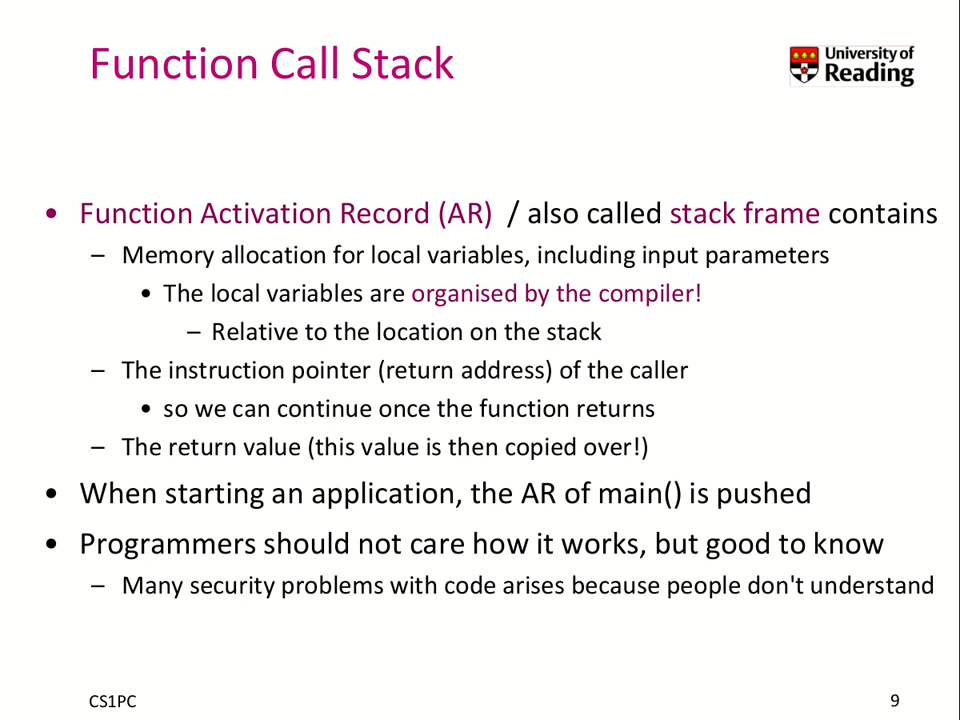 Function Call Stack
University of
Reading
• Function Activation Record (AR) / also called stack frame contains
– Memory allocation for local variables, including input parameters
• The local variables are organised by the compiler!
– Relative to the location on the stack
– The instruction pointer (return address) of the caller
• so we can continue once the function returns
– The return value (this value is then copied over!)
• When starting an application, the AR of main() is pushed
• Programmers should not care how it works, but good to know
– Many security problems with code arises because people don't understand
CS1PC
9